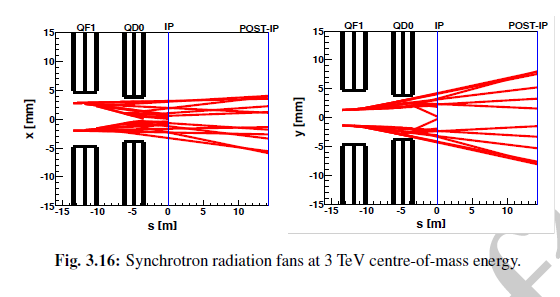 QF1 QD0 IP POST-IP
15
10
5
0
-5
-10
-15
-15 -10 -5 0 5 10
x [mm]
s [m]
QF1 QD0 IP POST-IP
15
10
5
0
-5
-10
-15
-15 -10 -5 0 5 10
y [mm]
s [m]
Fig. 3.16: Synchrotron radiation fans at 3 TeV centre-of-mass energy.